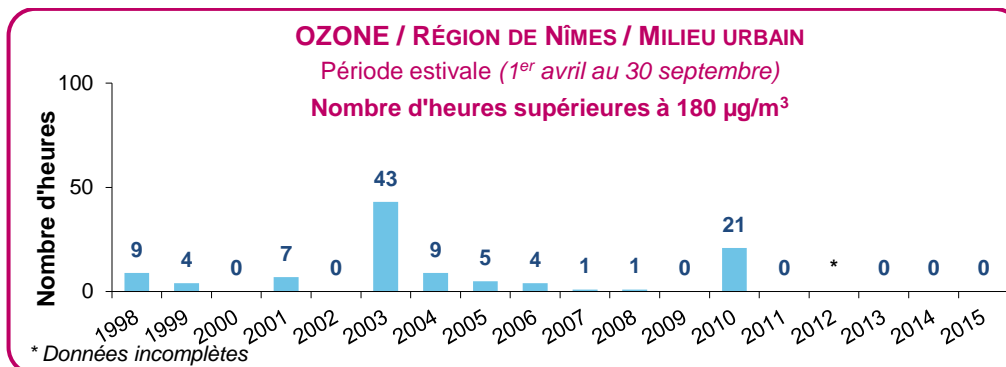 OZONE / RÉGION DE NÎMES / MILIEU URBAIN
Période estivale (1er avril au 30 septembre)
Nombre d'heures supérieures à 180 µg/m³
Nombre d'heures
100
50
0
9 4 0 7 0 43 9 5 4 1 1 0 21 0 * 0 0 0
1998 1999 2000 2001 2002 2003 2004 2005 2006 2007 2008 2009 2010 2011 2012 2013 2014 2015
* Données incomplètes